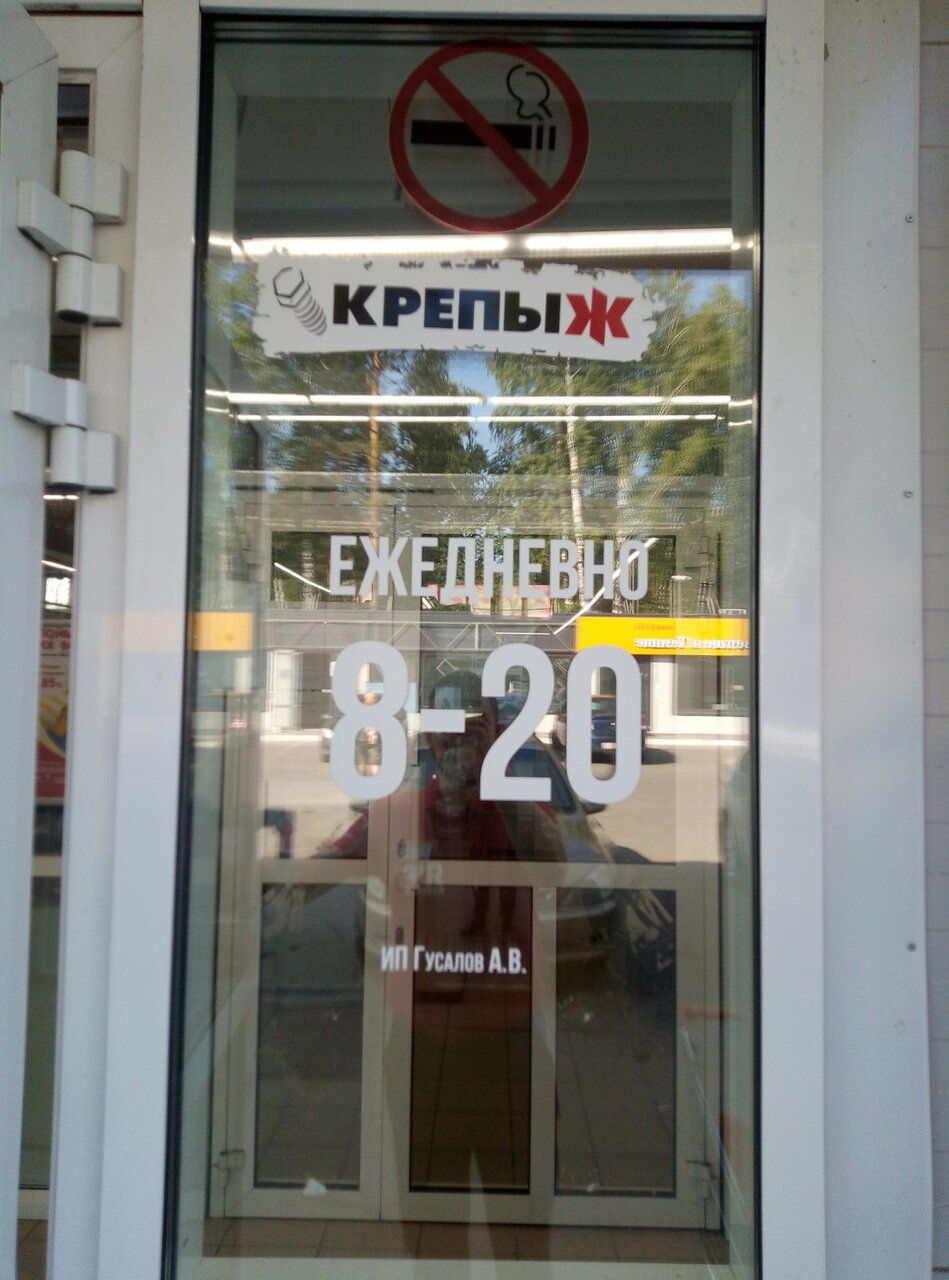 КРЕПЫЖ
ЕЖЕДНЕВНО
8-20
ИП ГУСАЛОВ А.В.